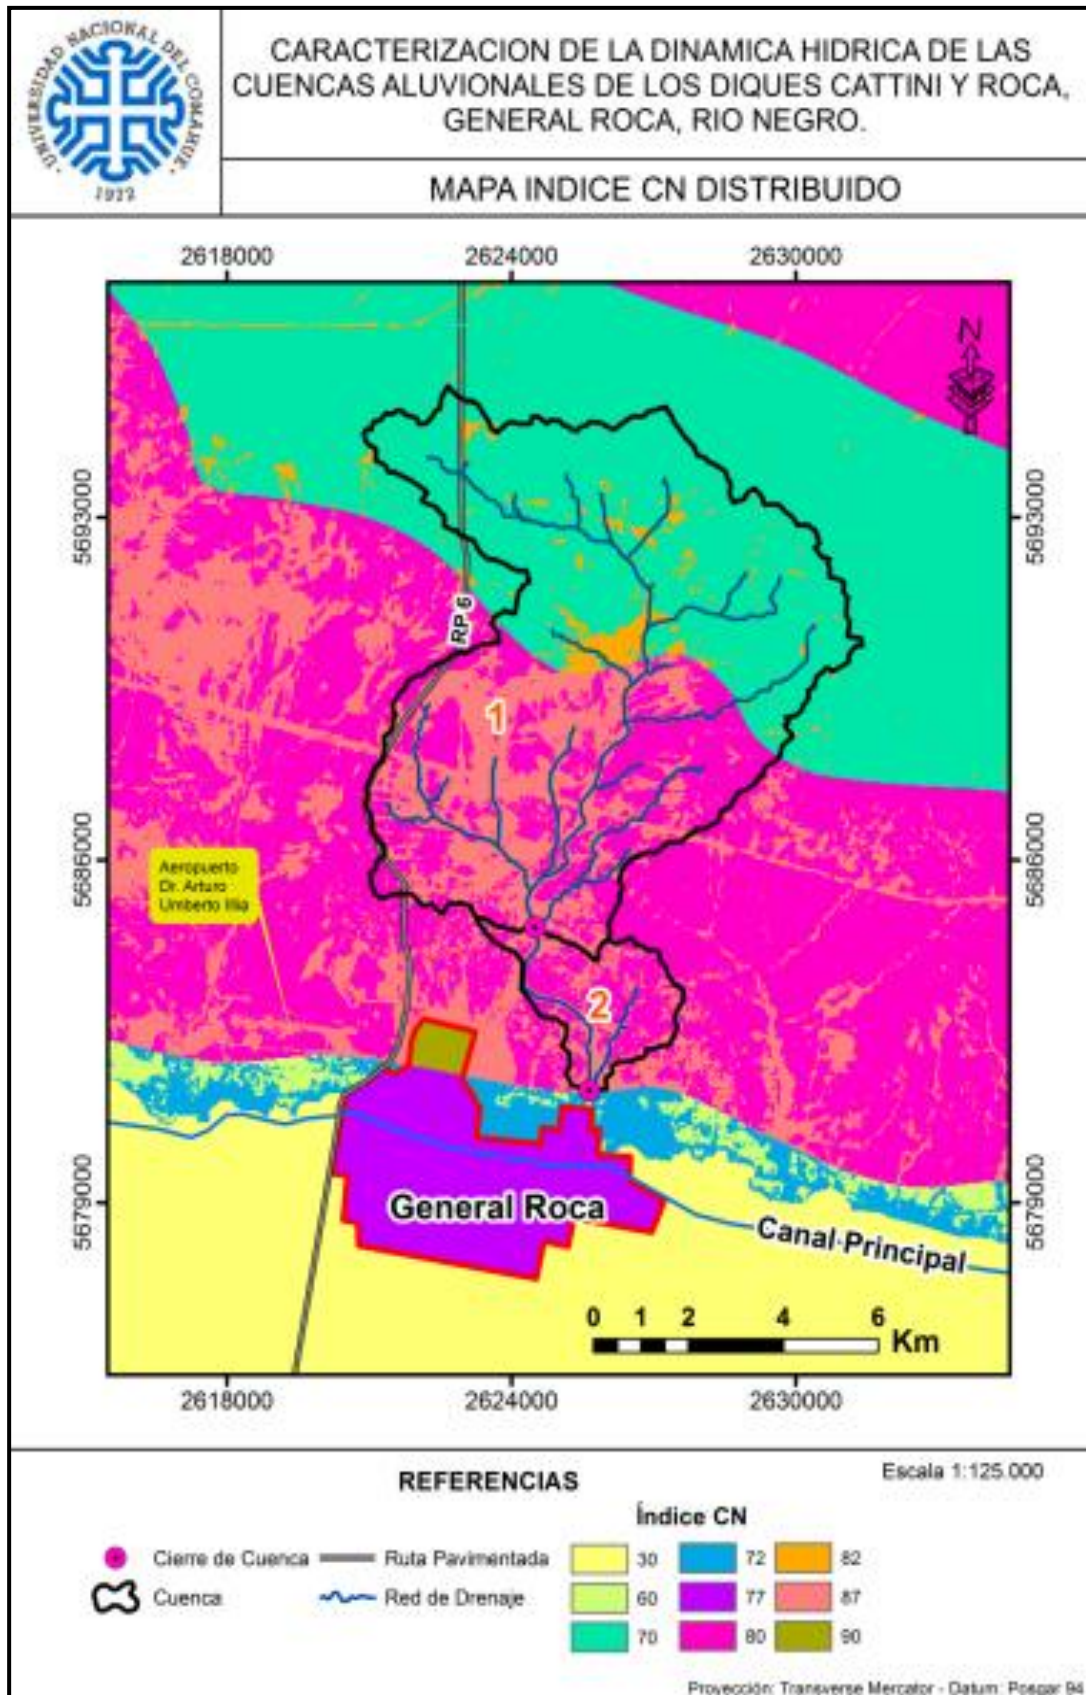 UNIVERSIDAD NACIONAL DEL COMAHUE
1972
CARACTERIZACION DE LA DINAMICA HIDRICA DE LAS
CUENCAS ALUVIONALES DE LOS DIQUES CATTINI Y ROCA,
GENERAL ROCA, RIO NEGRO.
MAPA INDICE CN DISTRIBUIDO
2618000 2624000 2630000
N
5693000 5693000
RP 6
1
5686000 5686000
Aeropuerto
Dr. Arturo
Umberto Illia
2
5679000 5679000
General Roca
Canal Principal
0 1 2 4 6
Km
2618000 2624000 2630000
REFERENCIAS
Escala 1:125.000
Índice CN
Cierre de Cuenca Ruta Pavimentada 30 72 82
Cuenca Red de Drenaje 60 77 87
70 80 90
Proyección: Transverse Mercator - Datum: Posgar 94